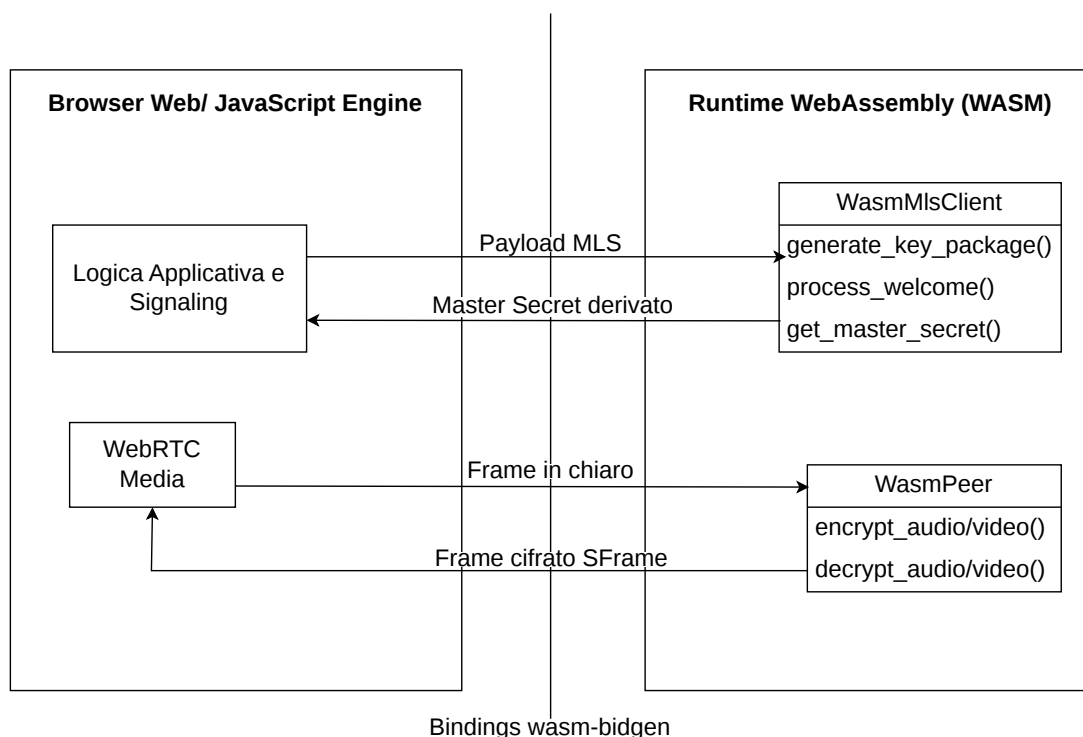 Browser Web/ JavaScript Engine
Runtime WebAssembly (WASM)
WasmMlsClient
generate_key_package()
process_welcome()
get_master_secret()
Logica Applicativa e
Signaling
Payload MLS
Master Secret derivato
WebRTC
Media
Frame in chiaro
Frame cifrato SFrame
WasmPeer
encrypt_audio/video()
decrypt_audio/video()
Bindings wasm-bidgen